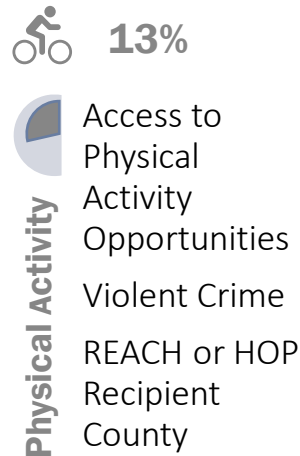 13%
Access to
Physical
Activity
Opportunities
Violent Crime
REACH or HOP
Recipient
County
Physical Activity